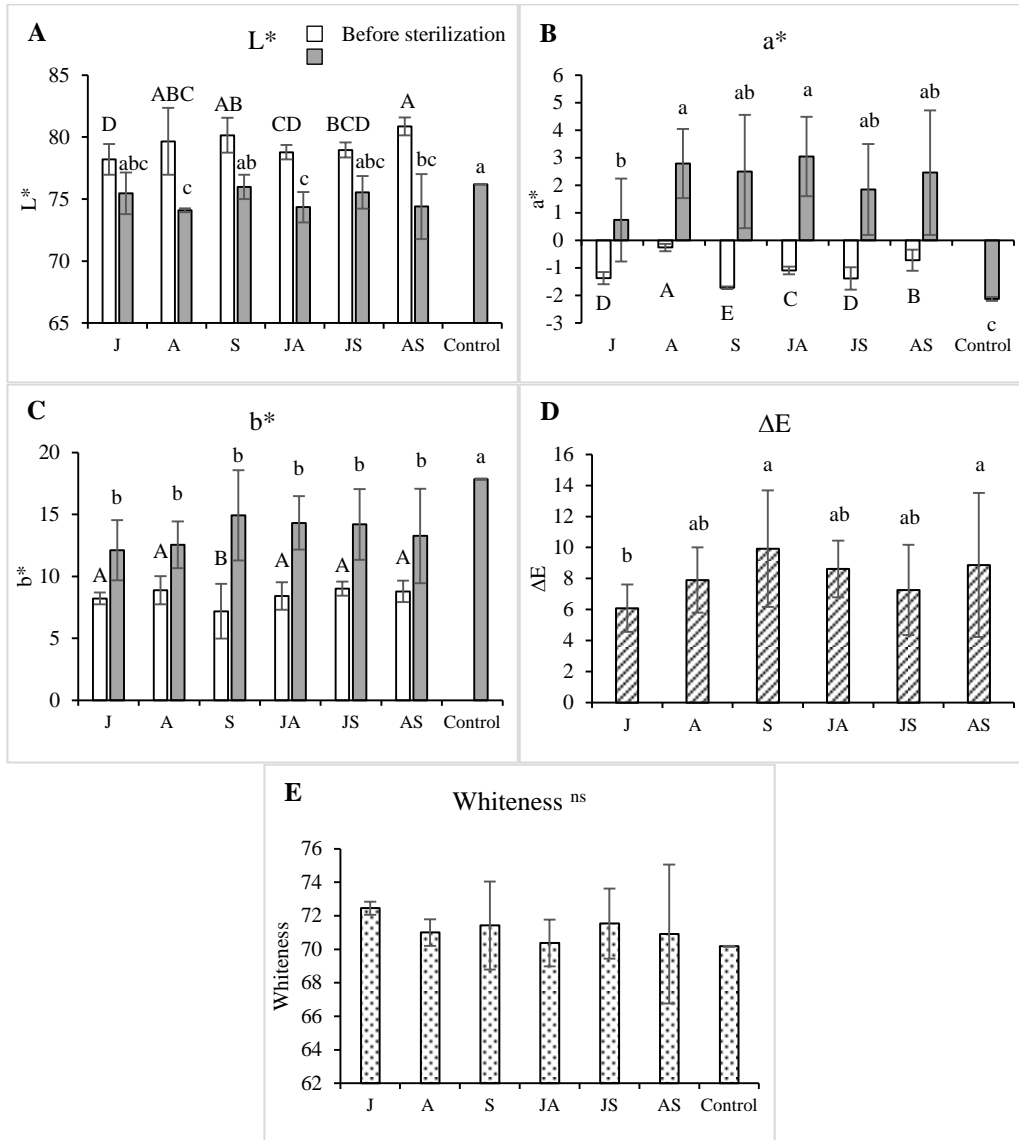 A
L*
Before sterilization
85
80
75
70
65
L*
D
ABC
AB
CD
BCD
A
abc
c
ab
c
abc
bc
a
J A S JA JS AS Control
B
a*
6
5
4
3
2
1
0
-1
-2
-3
a*
b
a
ab
a
ab
ab
D
A
E
C
D
B
c
J A S JA JS AS Control
C
b*
20
15
10
5
0
b*
b
b
b
b
b
b
a
A
A
B
A
A
A
J A S JA JS AS Control
D
ΔE
16
14
12
10
8
6
4
2
0
ΔE
b
ab
a
ab
ab
a
J A S JA JS AS
E
Whiteness ns
76
74
72
70
68
66
64
62
Whiteness
J A S JA JS AS Control